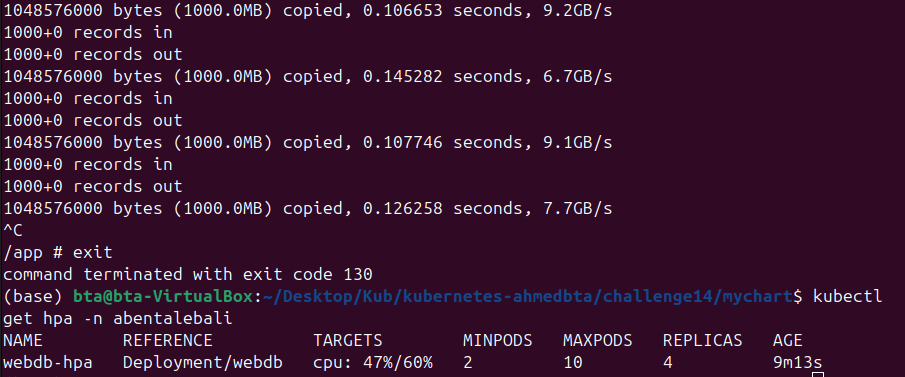 1048576000 bytes (1000.0MB) copied, 0.106653 seconds, 9.2GB/s
1000+0 records in
1000+0 records out
1048576000 bytes (1000.0MB) copied, 0.145282 seconds, 6.7GB/s
1000+0 records in
1000+0 records out
1048576000 bytes (1000.0MB) copied, 0.107746 seconds, 9.1GB/s
1000+0 records in
1000+0 records out
1048576000 bytes (1000.0MB) copied, 0.126258 seconds, 7.7GB/s
^C
/app # exit
command terminated with exit code 130
(base) bta@bta-VirtualBox:~/Desktop/Kub/kubernetes-ahmedbta/challenge14/mychart$ kubectl
get hpa -n abentalebali
NAME REFERENCE TARGETS MINPODS MAXPODS REPLICAS AGE
webdb-hpa Deployment/webdb cpu: 47%/60% 2 10 4 9m13s